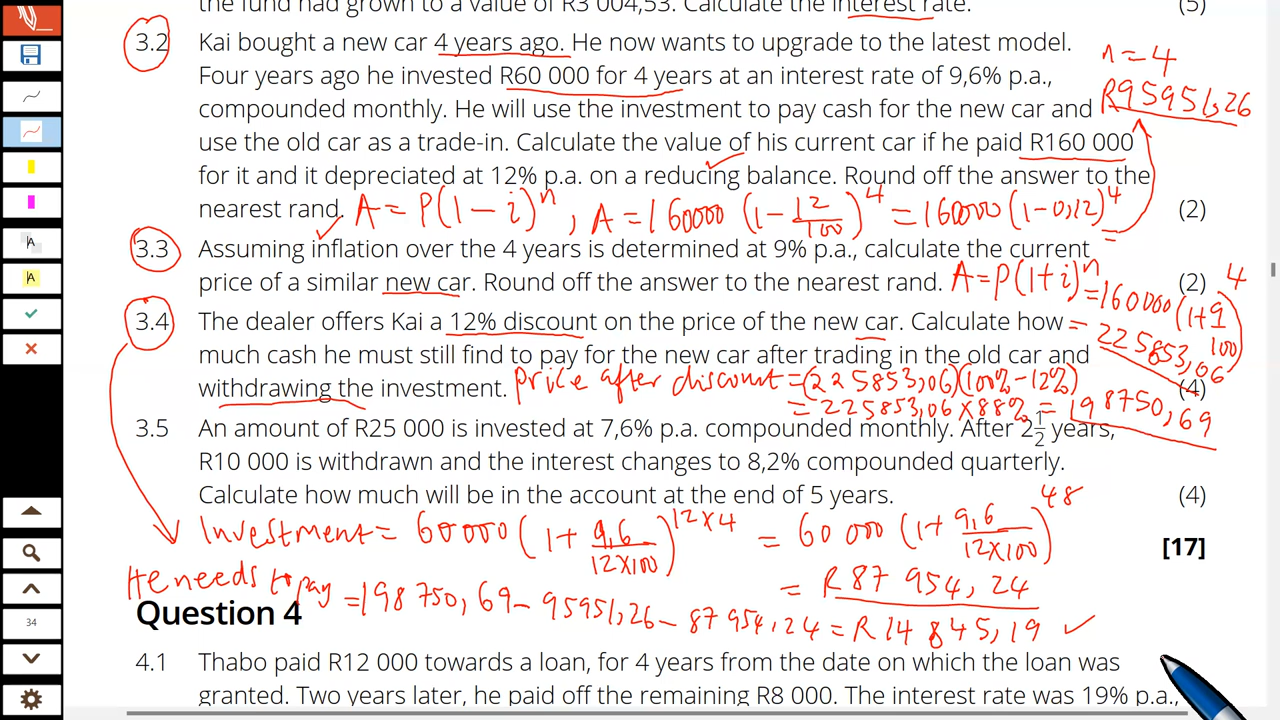 the fund had grown to a value of R3 004,53. Calculate the interest rate. (5)
3.2 Kai bought a new car 4 years ago. He now wants to upgrade to the latest model.
n = 4
Four years ago he invested R60 000 for 4 years at an interest rate of 9,6% p.a.,
R95951,26
compounded monthly. He will use the investment to pay cash for the new car and
use the old car as a trade-in. Calculate the value of his current car if he paid R160 000
for it and it depreciated at 12% p.a. on a reducing balance. Round off the answer to the
nearest rand. (2)
A = P(1 - i)^n, A = 160000 (1 - 12/100)^4 = 160000 (1 - 0,12)^4
=
3.3 Assuming inflation over the 4 years is determined at 9% p.a., calculate the current
price of a similar new car. Round off the answer to the nearest rand. (2)
A = P(1 + i)^n = 160000 (1 + 9/100)^4
= 225853,06
3.4 The dealer offers Kai a 12% discount on the price of the new car. Calculate how
much cash he must still find to pay for the new car after trading in the old car and
withdrawing the investment. (4)
Price after discount = (225853,06)(100% - 12%)
= 225853,06 × 88% = 198750,69
3.5 An amount of R25 000 is invested at 7,6% p.a. compounded monthly. After 2 1/2 years,
R10 000 is withdrawn and the interest changes to 8,2% compounded quarterly.
Calculate how much will be in the account at the end of 5 years. (4)
Investment = 60000 (1 + 9,6/12×100)^12×4 = 60 000 (1 + 9,6/12×100)^48
[17]
= R87 954,24
He needs to pay = 198 750,69 - 95951,26 - 87954,24 = R14 845,19 ✓
Question 4
4.1 Thabo paid R12 000 towards a loan, for 4 years from the date on which the loan was
granted. Two years later, he paid off the remaining R8 000. The interest rate was 19% p.a.,
A
A
34